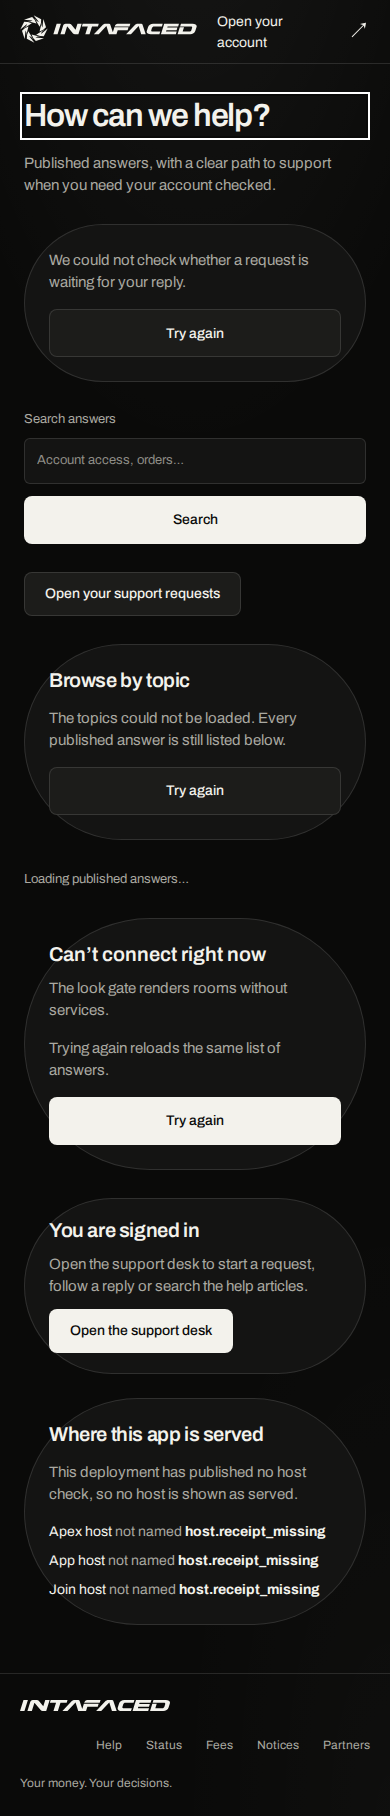 INTAFACED
Open your
account
How can we help?
Published answers, with a clear path to support
when you need your account checked.
We could not check whether a request is
waiting for your reply.
Try again
Search answers
Account access, orders...
Search
Open your support requests
Browse by topic
The topics could not be loaded. Every
published answer is still listed below.
Try again
Loading published answers...
Can’t connect right now
The look gate renders rooms without
services.
Trying again reloads the same list of
answers.
Try again
You are signed in
Open the support desk to start a request,
follow a reply or search the help articles.
Open the support desk
Where this app is served
This deployment has published no host
check, so no host is shown as served.
Apex host not named host.receipt_missing
App host not named host.receipt_missing
Join host not named host.receipt_missing
INTAFACED
Help Status Fees Notices Partners
Your money. Your decisions.